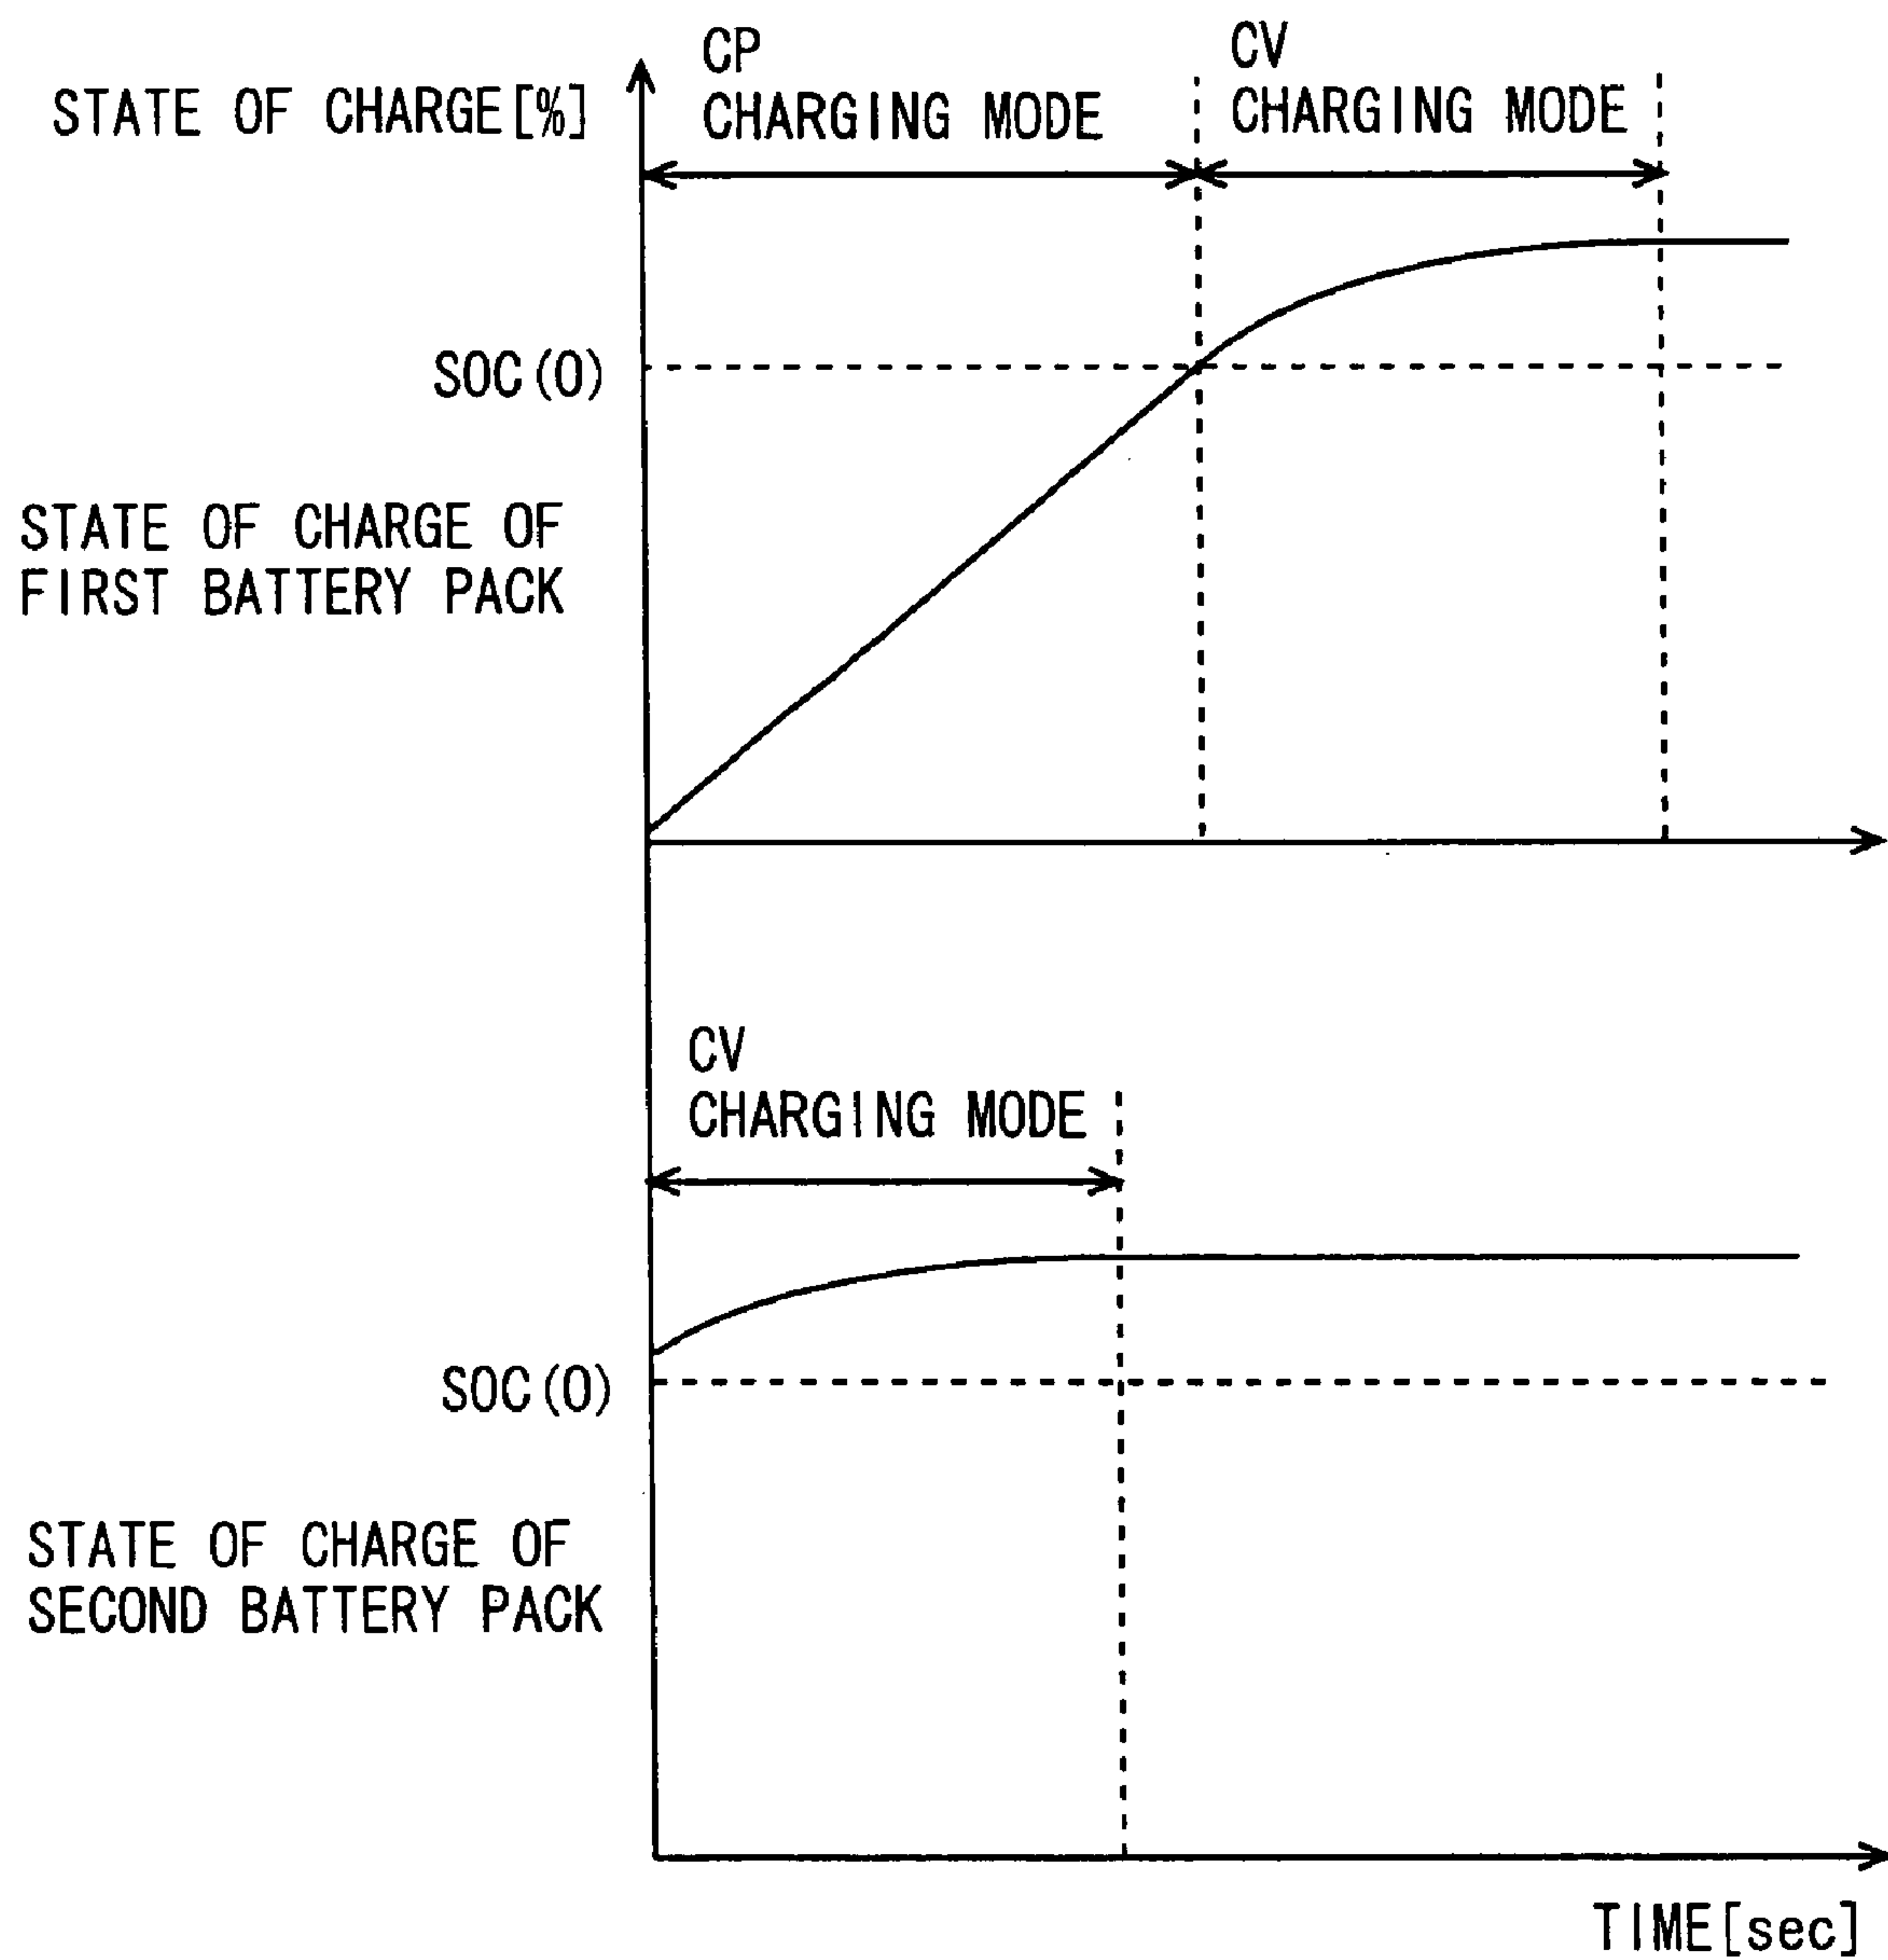 CP
CHARGING MODE
CV
CHARGING MODE
STATE OF CHARGE[%]
SOC(0)
STATE OF CHARGE OF
FIRST BATTERY PACK
CV
CHARGING MODE
SOC(0)
STATE OF CHARGE OF
SECOND BATTERY PACK
TIME[sec]